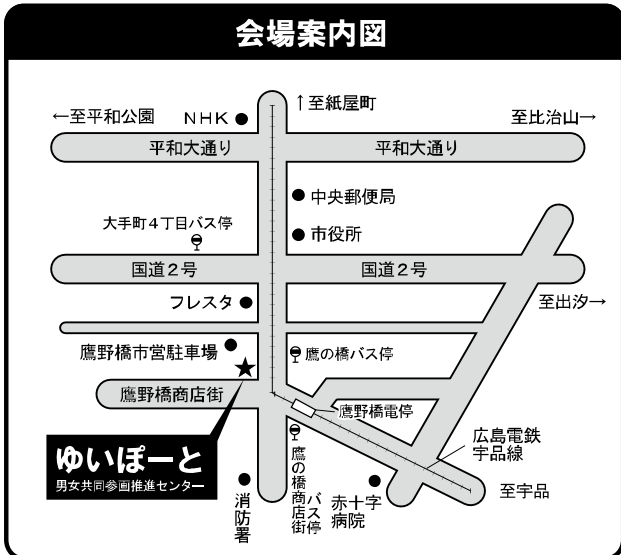 会場案内図
↑至紙屋町
←至平和公園
NHK
至比治山→
平和大通り
平和大通り
中央郵便局
大手町4丁目バス停
市役所
国道2号
国道2号
フレスタ
至出汐→
鷹野橋市営駐車場
鷹の橋バス停
鷹野橋商店街
鷹野橋電停
広島電鉄
宇品線
ゆいぽーと
男女共同参画推進センター
至宇品
消防署
鷹の橋商店街
バス停
赤十字
病院